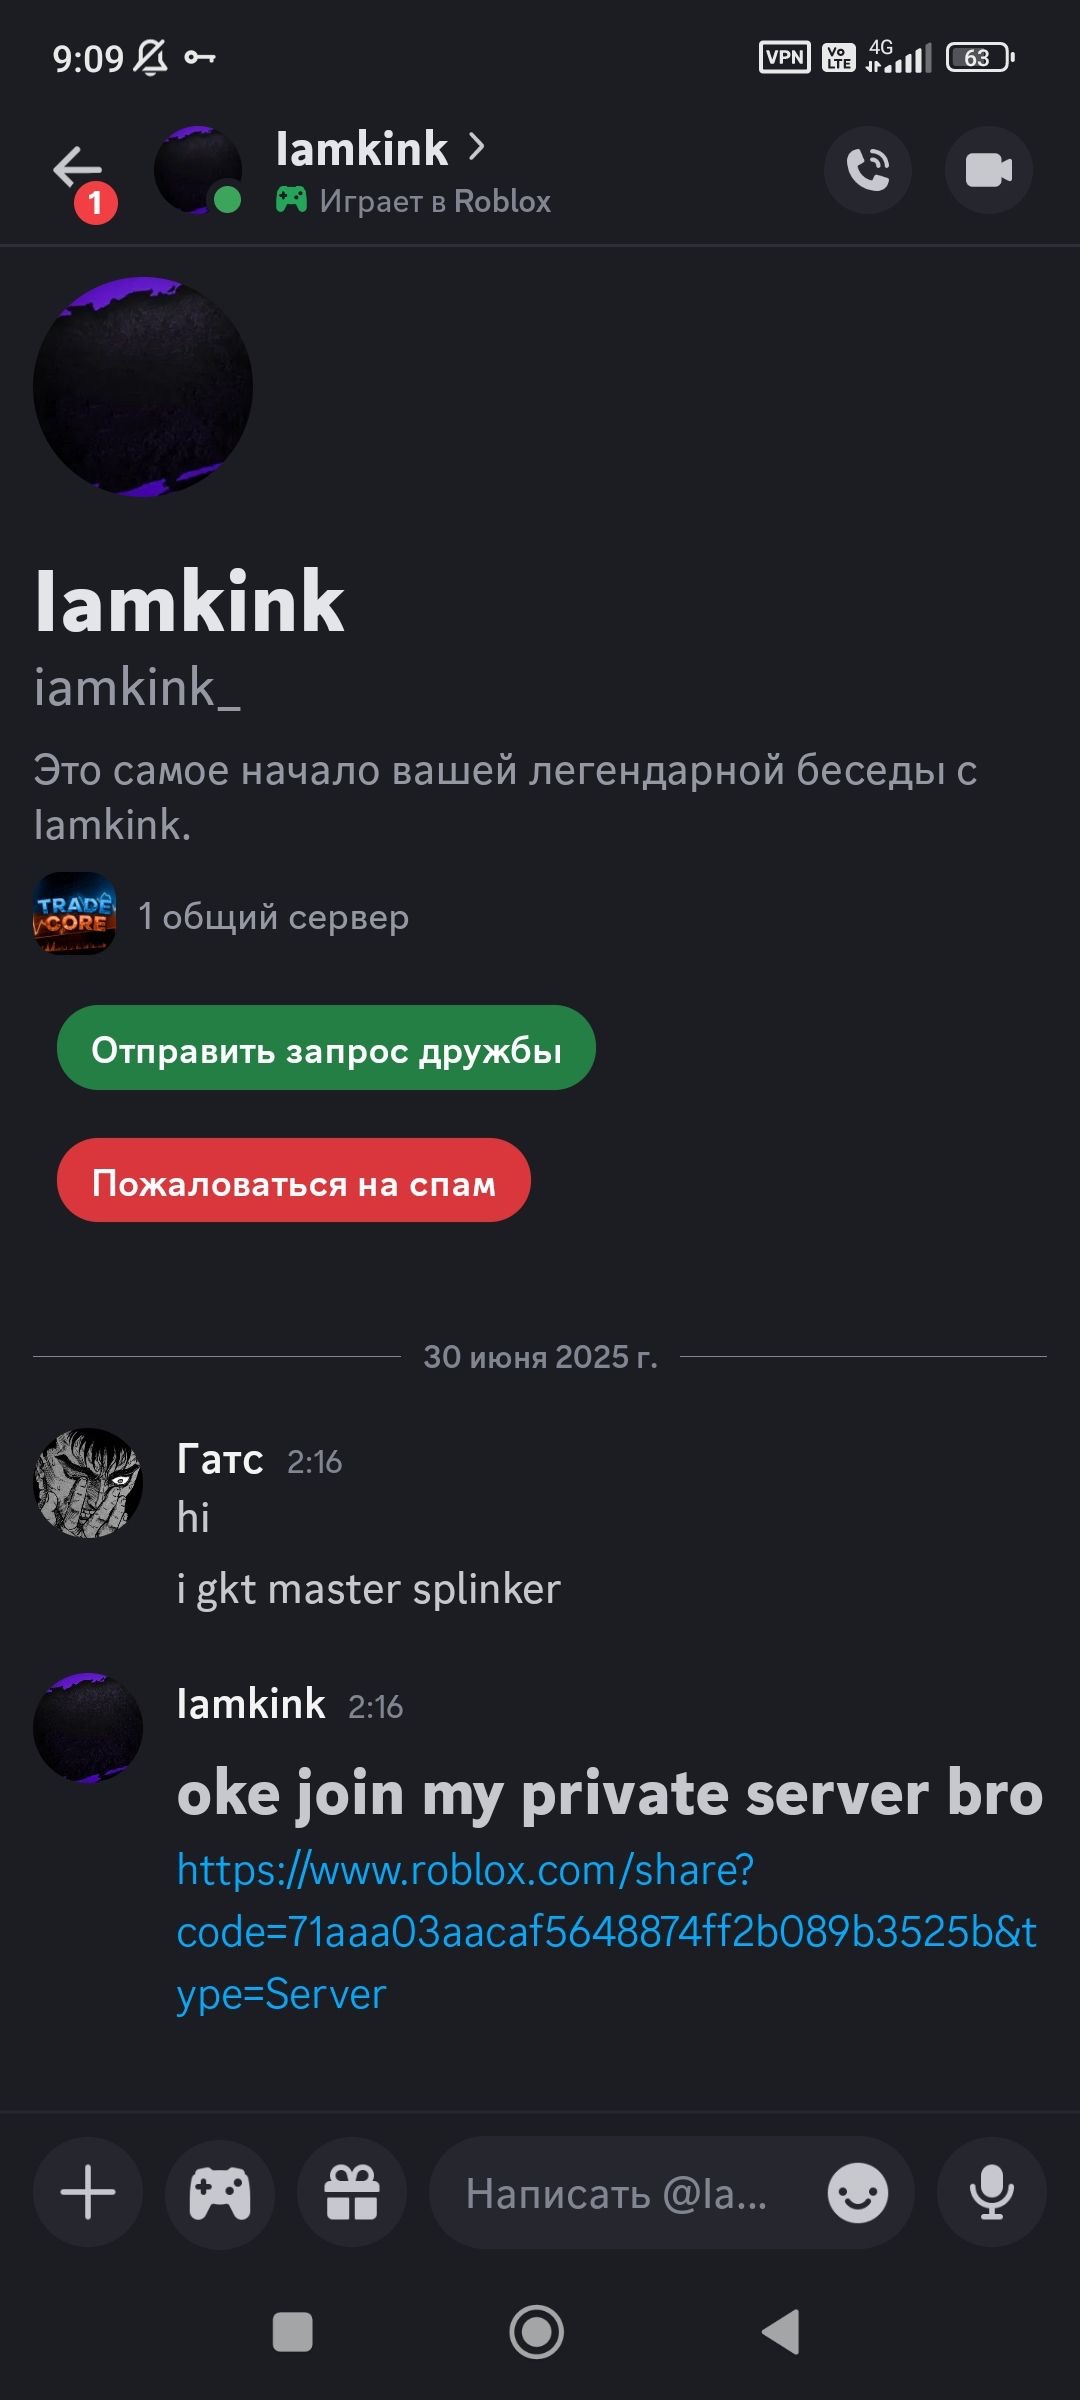 9:09
VPN
Vo
LTE
4G
63
1
Iamkink
Играет в Roblox
Iamkink
iamkink_
Это самое начало вашей легендарной беседы с
Iamkink.
TRADE
CORE
1 общий сервер
Отправить запрос дружбы
Пожаловаться на спам
30 июня 2025 г.
Гатс 2:16
hi
i gkt master splinker
Iamkink 2:16
oke join my private server bro
https://www.roblox.com/share?
code=71aaa03aacaf5648874ff2b089b3525b&t
ype=Server
Написать @Ia...